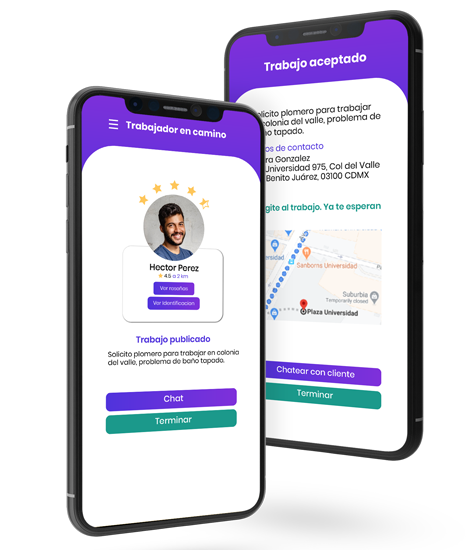 Trabajador en camino
Hector Perez
4.5 a 2 km
Ver reseñas
Ver identificacion
Trabajo publicado
Solicito plomero para trabajar en colonia
del valle, problema de baño tapado.
Chat
Terminar
Trabajo aceptado
olicito plomero para trabajar
colonia del valle, problema de
ño tapado.
os de contacto
ra Gonzalez
Universidad 975, Col del Valle
Benito Juárez, 03100 CDMX
gite al trabajo. Ya te esperan
ersidad
Sanborns Universidad
Suburbia
Temporarily closed
Plaza Universidad
Chatear con cliente
Terminar